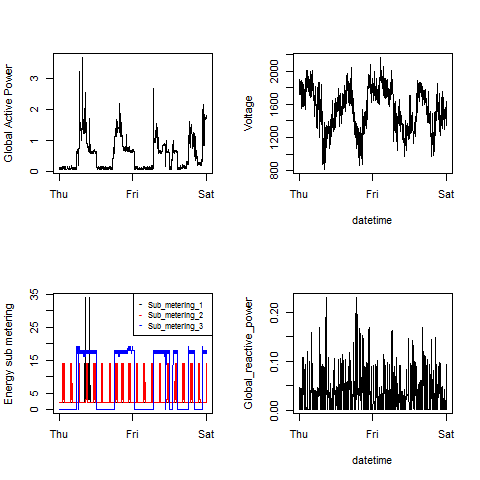 Global Active Power
0 1 2 3
Thu Fri Sat
Voltage
800 1200 1600 2000
Thu Fri Sat
datetime
Energy sub metering
0 5 15 25 35
Sub_metering_1
Sub_metering_2
Sub_metering_3
Thu Fri Sat
Global_reactive_power
0.00 0.10 0.20
Thu Fri Sat
datetime